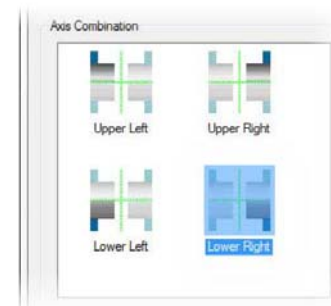 Axis Combination
Upper Left
Upper Right
Lower Left
Lower Right